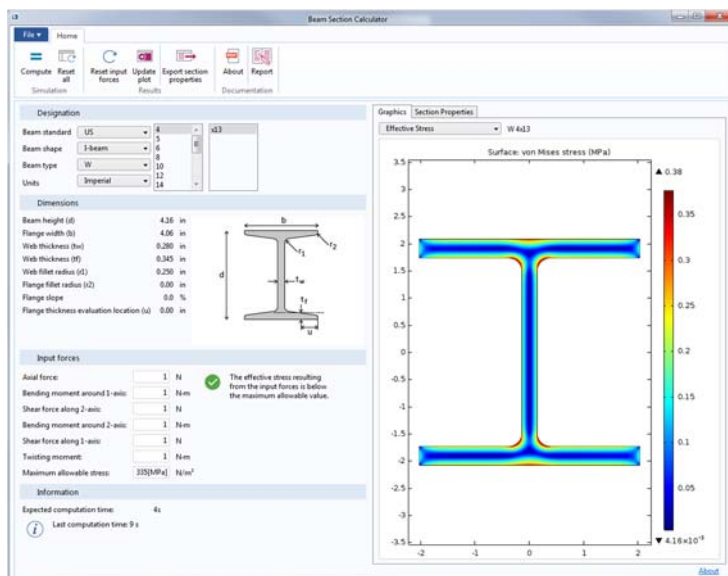 Beam Section Calculator
File Home
Compute Reset all Reset input forces Update plot Export section properties About Report
Simulation Results Documentation
Designation
Beam standard US
Beam shape I-beam
Beam type W
Units Imperial
4
5
6
8
10
12
14
x13
Dimensions
Beam height (d) 4.16 in
Flange width (b) 4.06 in
Web thickness (tw) 0.280 in
Web thickness (tf) 0.345 in
Web fillet radius (r1) 0.250 in
Flange fillet radius (r2) 0.00 in
Flange slope 0.0 %
Flange thickness evaluation location (u) 0.00 in
b
r1
r2
d
tw
tf
u
Input forces
Axial force: 1 N
Bending moment around 1-axis: 1 N·m
Shear force along 2-axis: 1 N
Bending moment around 2-axis: 1 N·m
Shear force along 1-axis: 1 N
Twisting moment: 1 N·m
Maximum allowable stress: 335[MPa] N/m²
The effective stress resulting
from the input forces is below
the maximum allowable value.
Information
Expected computation time: 4s
Last computation time: 9 s
Graphics Section Properties
Effective Stress W 4x13
Surface: von Mises stress (MPa)
3.5
3
2.5
2
1.5
1
0.5
0
-0.5
-1
-1.5
-2
-2.5
-3
-3.5
-2 -1 0 1 2
▲ 0.38
0.35
0.3
0.25
0.2
0.15
0.1
0.05
▼ 4.16×10⁻³
About